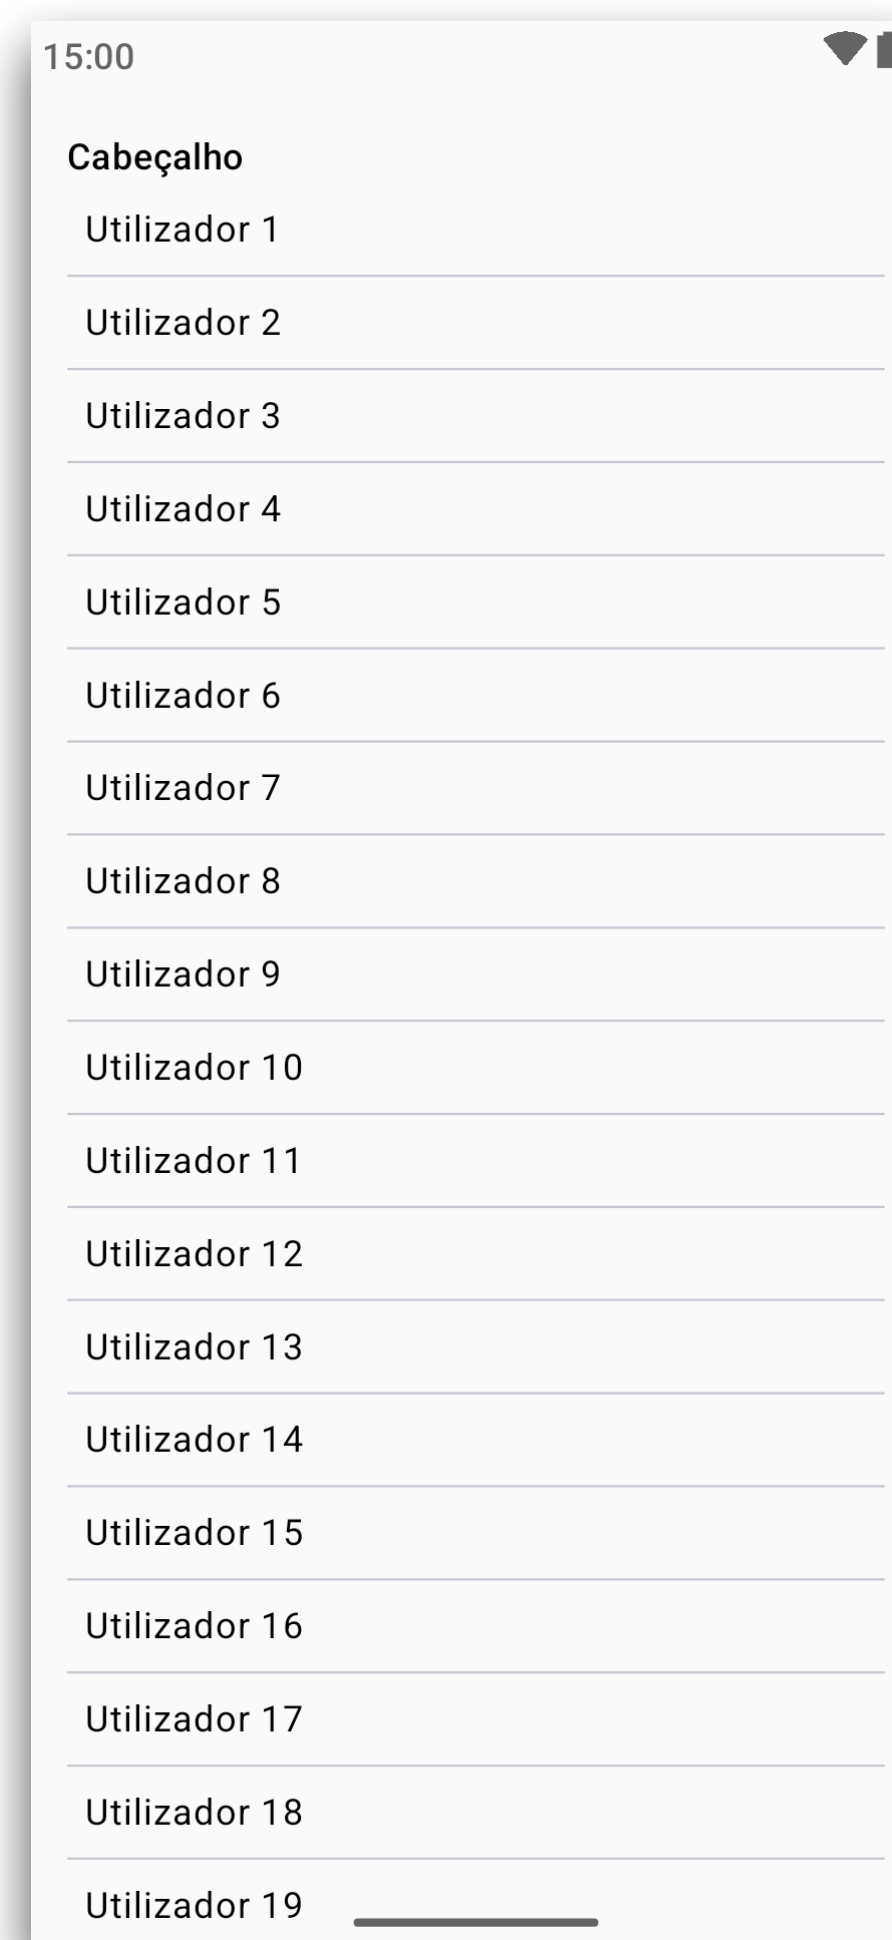 15:00
Cabeçalho
Utilizador 1
Utilizador 2
Utilizador 3
Utilizador 4
Utilizador 5
Utilizador 6
Utilizador 7
Utilizador 8
Utilizador 9
Utilizador 10
Utilizador 11
Utilizador 12
Utilizador 13
Utilizador 14
Utilizador 15
Utilizador 16
Utilizador 17
Utilizador 18
Utilizador 19